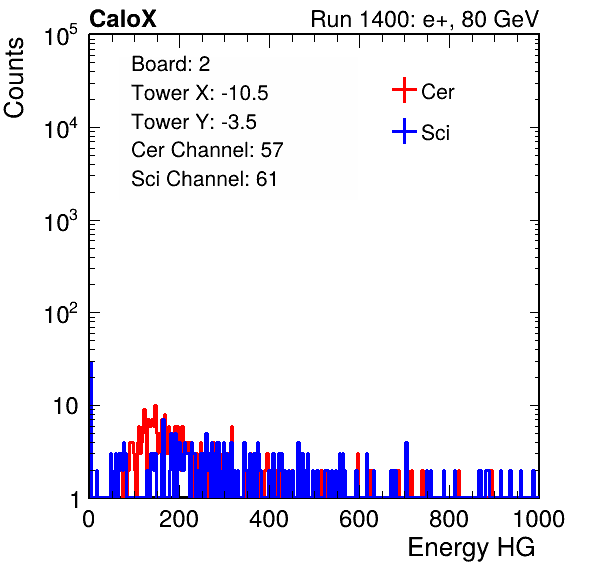 CaloX Run 1400: e+, 80 GeV
Counts
10^5
10^4
10^3
10^2
10
1
Board: 2
Tower X: -10.5
Tower Y: -3.5
Cer Channel: 57
Sci Channel: 61
Cer
Sci
0 200 400 600 800 1000
Energy HG